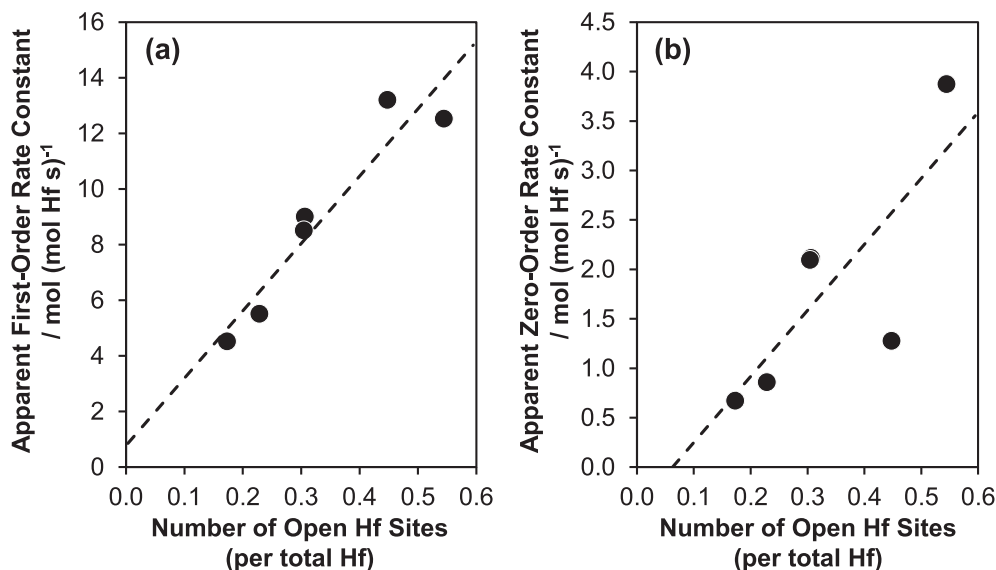 (a)
Apparent First-Order Rate Constant
/ mol (mol Hf s)-1
16
14
12
10
8
6
4
2
0
0.0 0.1 0.2 0.3 0.4 0.5 0.6
Number of Open Hf Sites
(per total Hf)
(b)
Apparent Zero-Order Rate Constant
/ mol (mol Hf s)-1
4.5
4.0
3.5
3.0
2.5
2.0
1.5
1.0
0.5
0.0
0.0 0.1 0.2 0.3 0.4 0.5 0.6
Number of Open Hf Sites
(per total Hf)